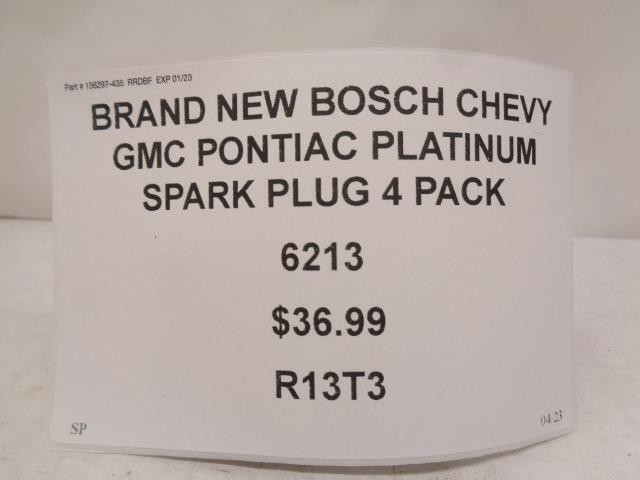 Part # 156297-435 RRDBF EXP 01/23
BRAND NEW BOSCH CHEVY
GMC PONTIAC PLATINUM
SPARK PLUG 4 PACK
6213
$36.99
R13T3
SP
04/23